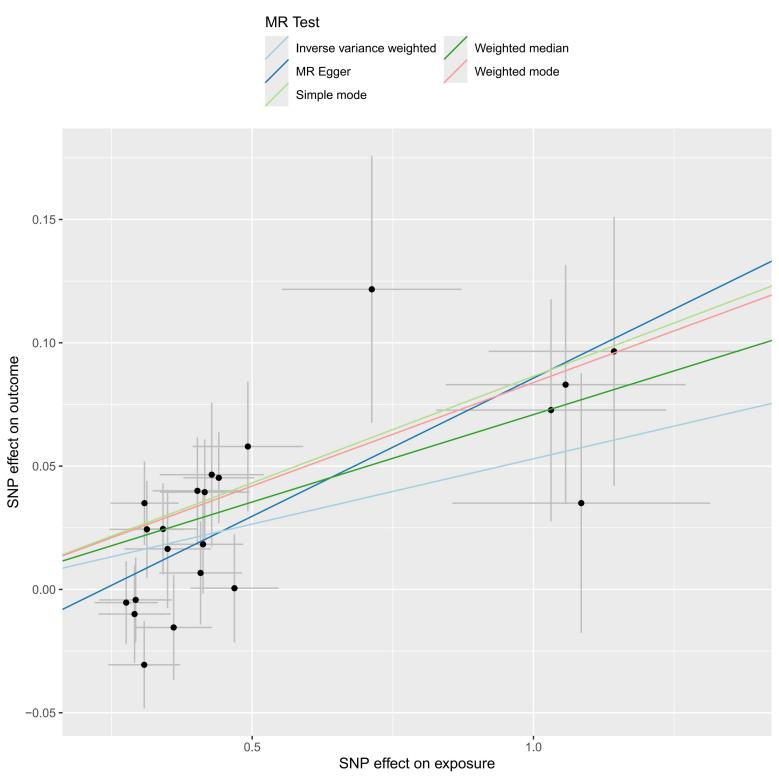 MR Test
Inverse variance weighted
Weighted median
MR Egger
Weighted mode
Simple mode
SNP effect on outcome
0.15
0.10
0.05
0.00
−0.05
0.5
1.0
SNP effect on exposure